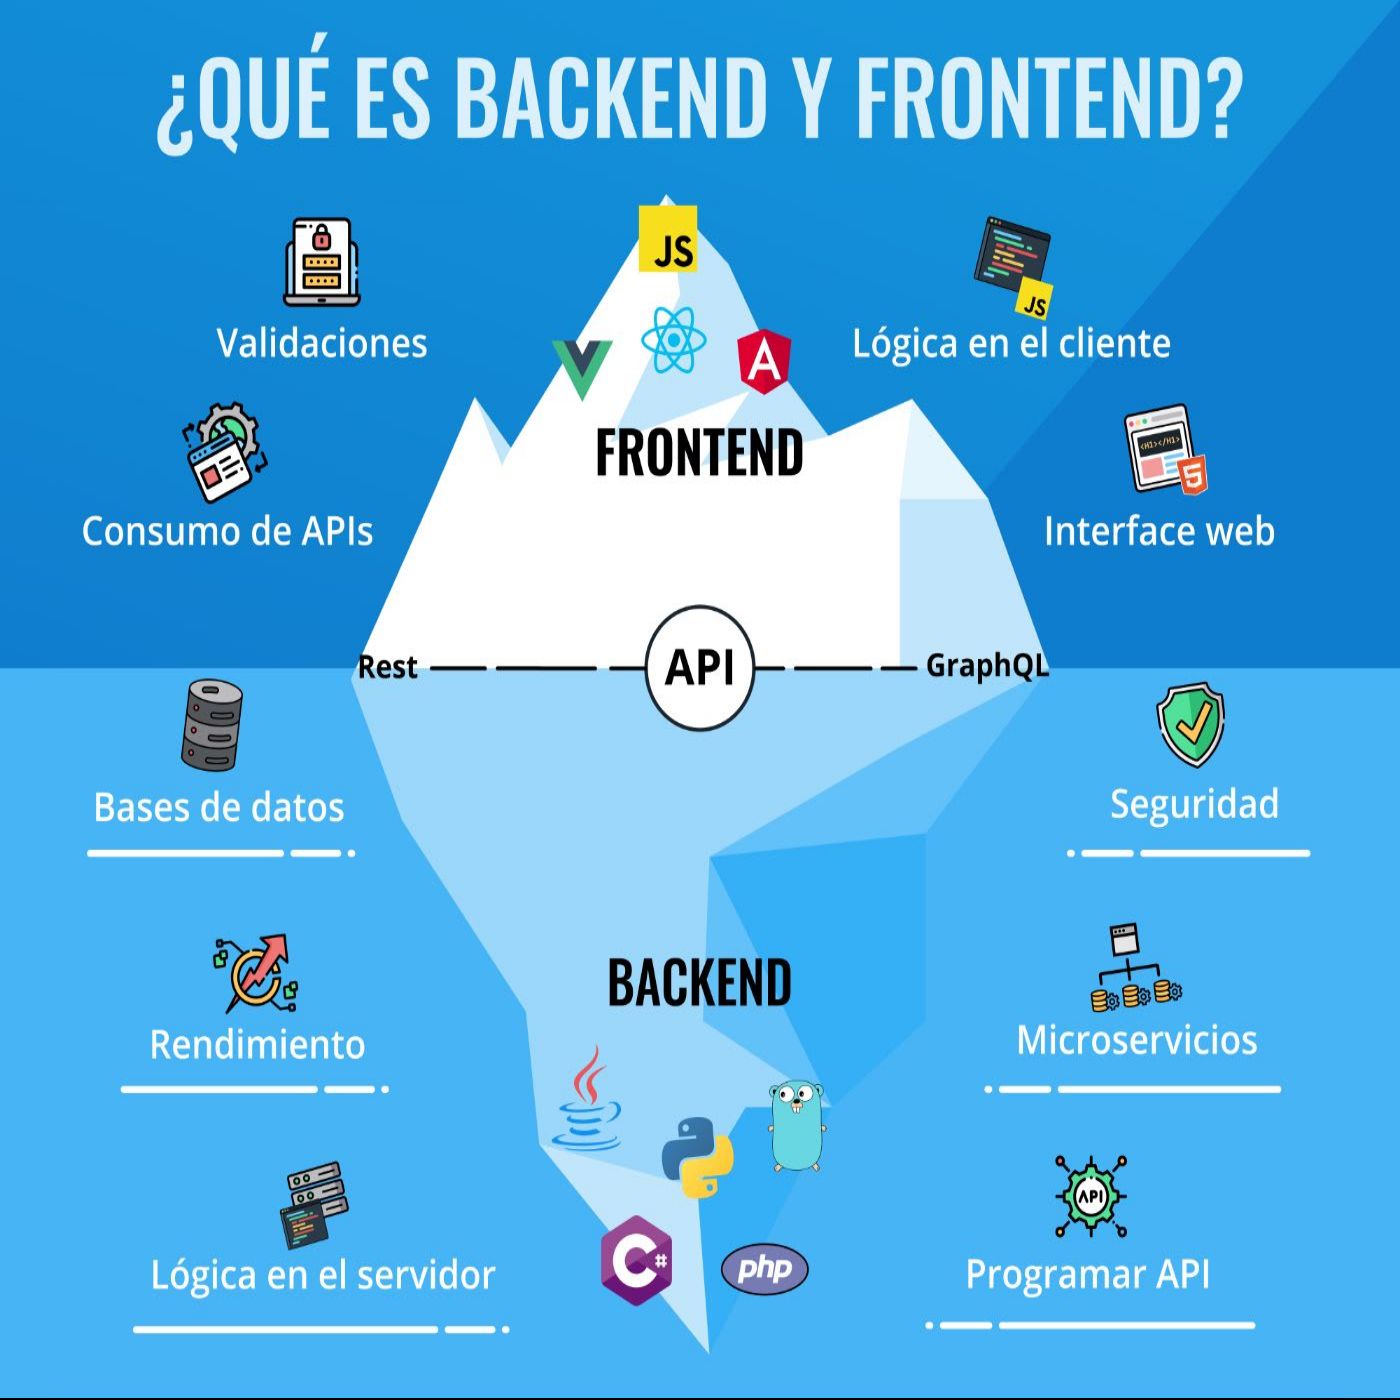 ¿QUÉ ES BACKEND Y FRONTEND?
JS
JS
Validaciones
Lógica en el cliente
A
FRONTEND
<H1></H1>
5
Consumo de APIs
Interface web
Rest
API
GraphQL
Bases de datos
Seguridad
BACKEND
Rendimiento
Microservicios
API
Lógica en el servidor
C#
php
Programar API